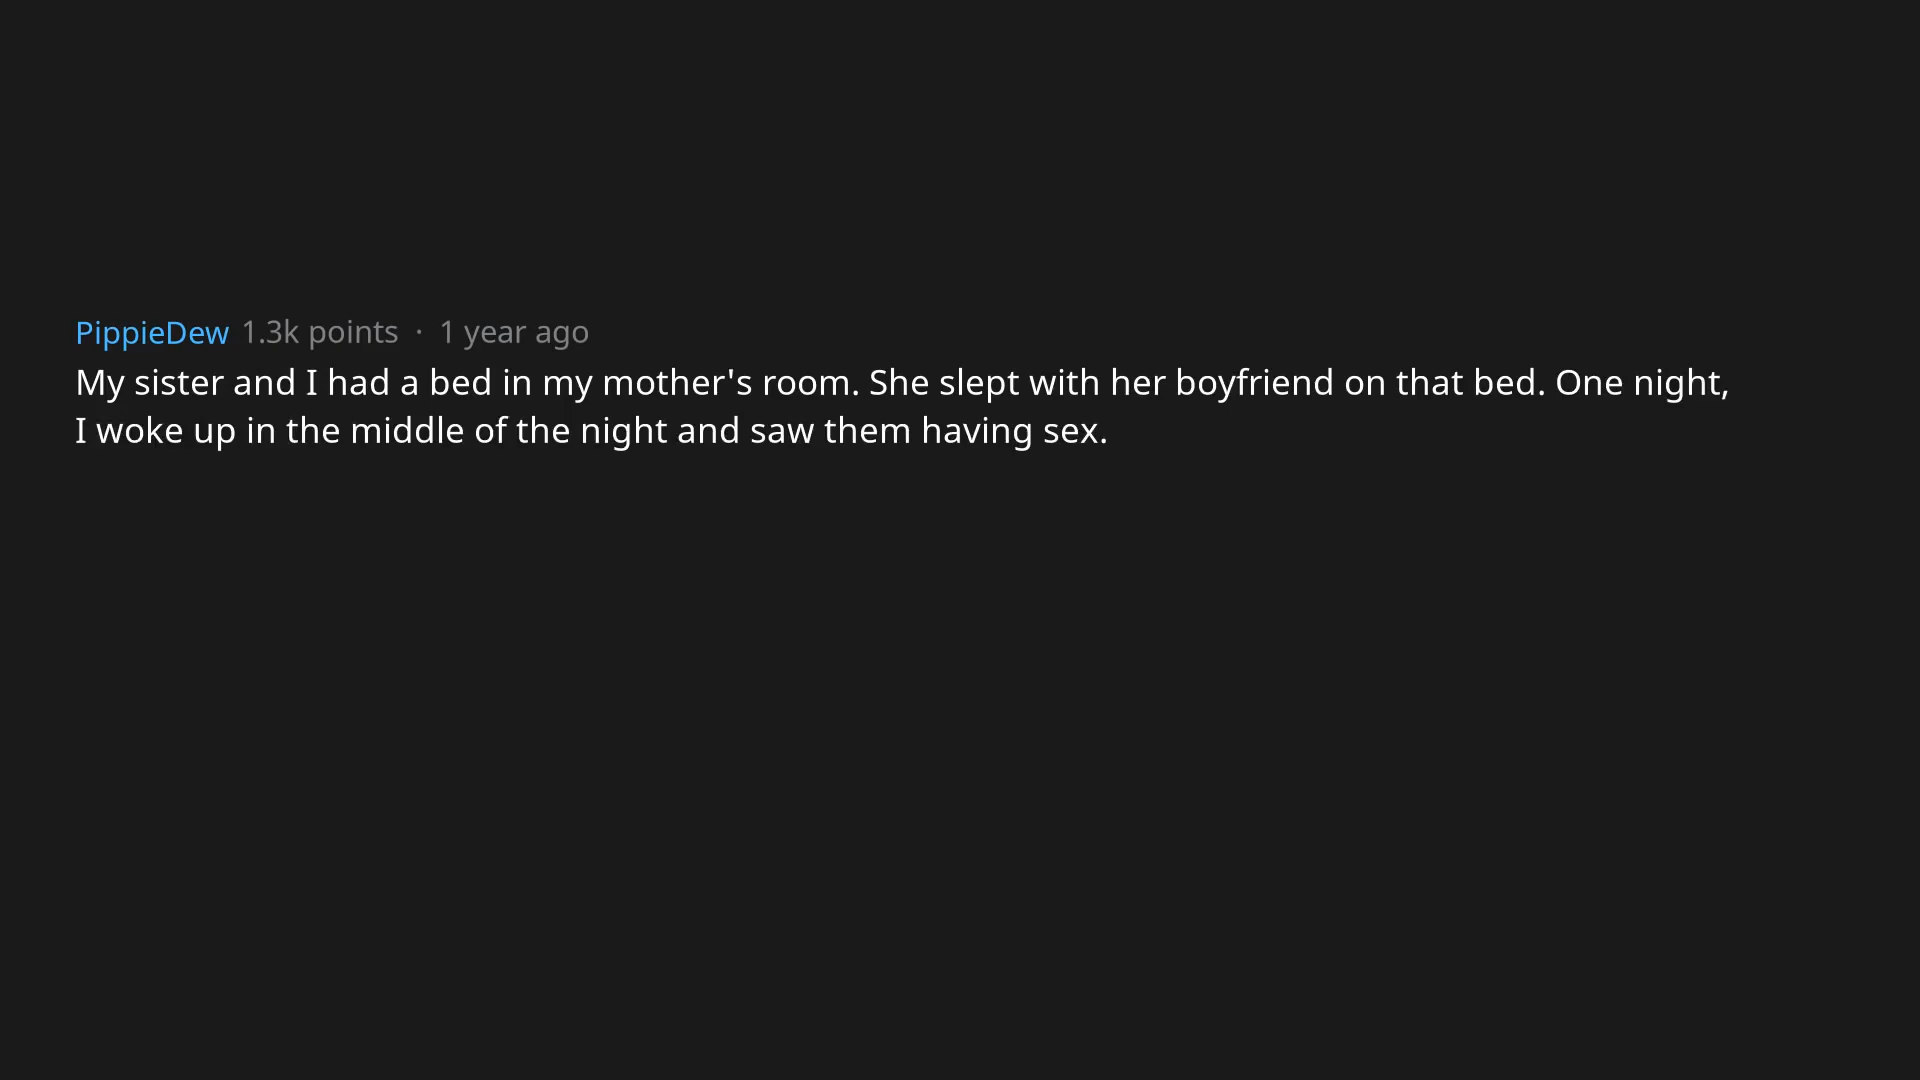 PippieDew 1.3k points · 1 year ago
My sister and I had a bed in my mother's room. She slept with her boyfriend on that bed. One night,
I woke up in the middle of the night and saw them having sex.